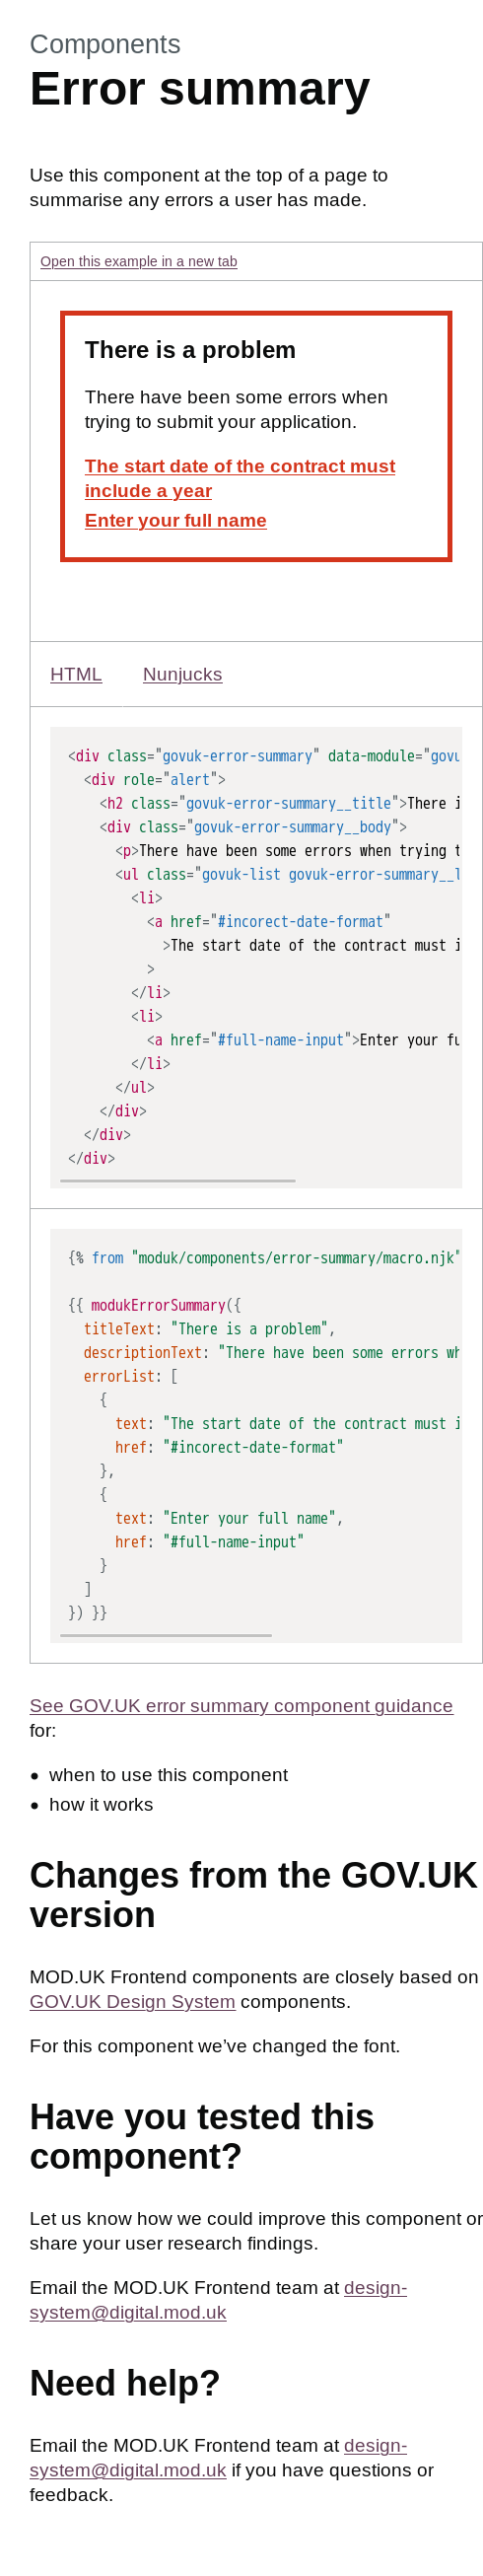 Components
Error summary
Use this component at the top of a page to
summarise any errors a user has made.
Open this example in a new tab
There is a problem
There have been some errors when
trying to submit your application.
The start date of the contract must
include a year
Enter your full name
HTML Nunjucks
<div class="govuk-error-summary" data-module="govu
  <div role="alert">
    <h2 class="govuk-error-summary__title">There i
    <div class="govuk-error-summary__body">
      <p>There have been some errors when trying t
      <ul class="govuk-list govuk-error-summary__l
        <li>
          <a href="#incorect-date-format"
            >The start date of the contract must i
          >
        </li>
        <li>
          <a href="#full-name-input">Enter your fu
        </li>
      </ul>
    </div>
  </div>
</div>
{% from "moduk/components/error-summary/macro.njk"
{{ modukErrorSummary({
  titleText: "There is a problem",
  descriptionText: "There have been some errors wh
  errorList: [
    {
      text: "The start date of the contract must i
      href: "#incorect-date-format"
    },
    {
      text: "Enter your full name",
      href: "#full-name-input"
    }
  ]
}) }}
See GOV.UK error summary component guidance
for:
• when to use this component
• how it works
Changes from the GOV.UK
version
MOD.UK Frontend components are closely based on
GOV.UK Design System components.
For this component we’ve changed the font.
Have you tested this
component?
Let us know how we could improve this component or
share your user research findings.
Email the MOD.UK Frontend team at design-
system@digital.mod.uk
Need help?
Email the MOD.UK Frontend team at design-
system@digital.mod.uk if you have questions or
feedback.